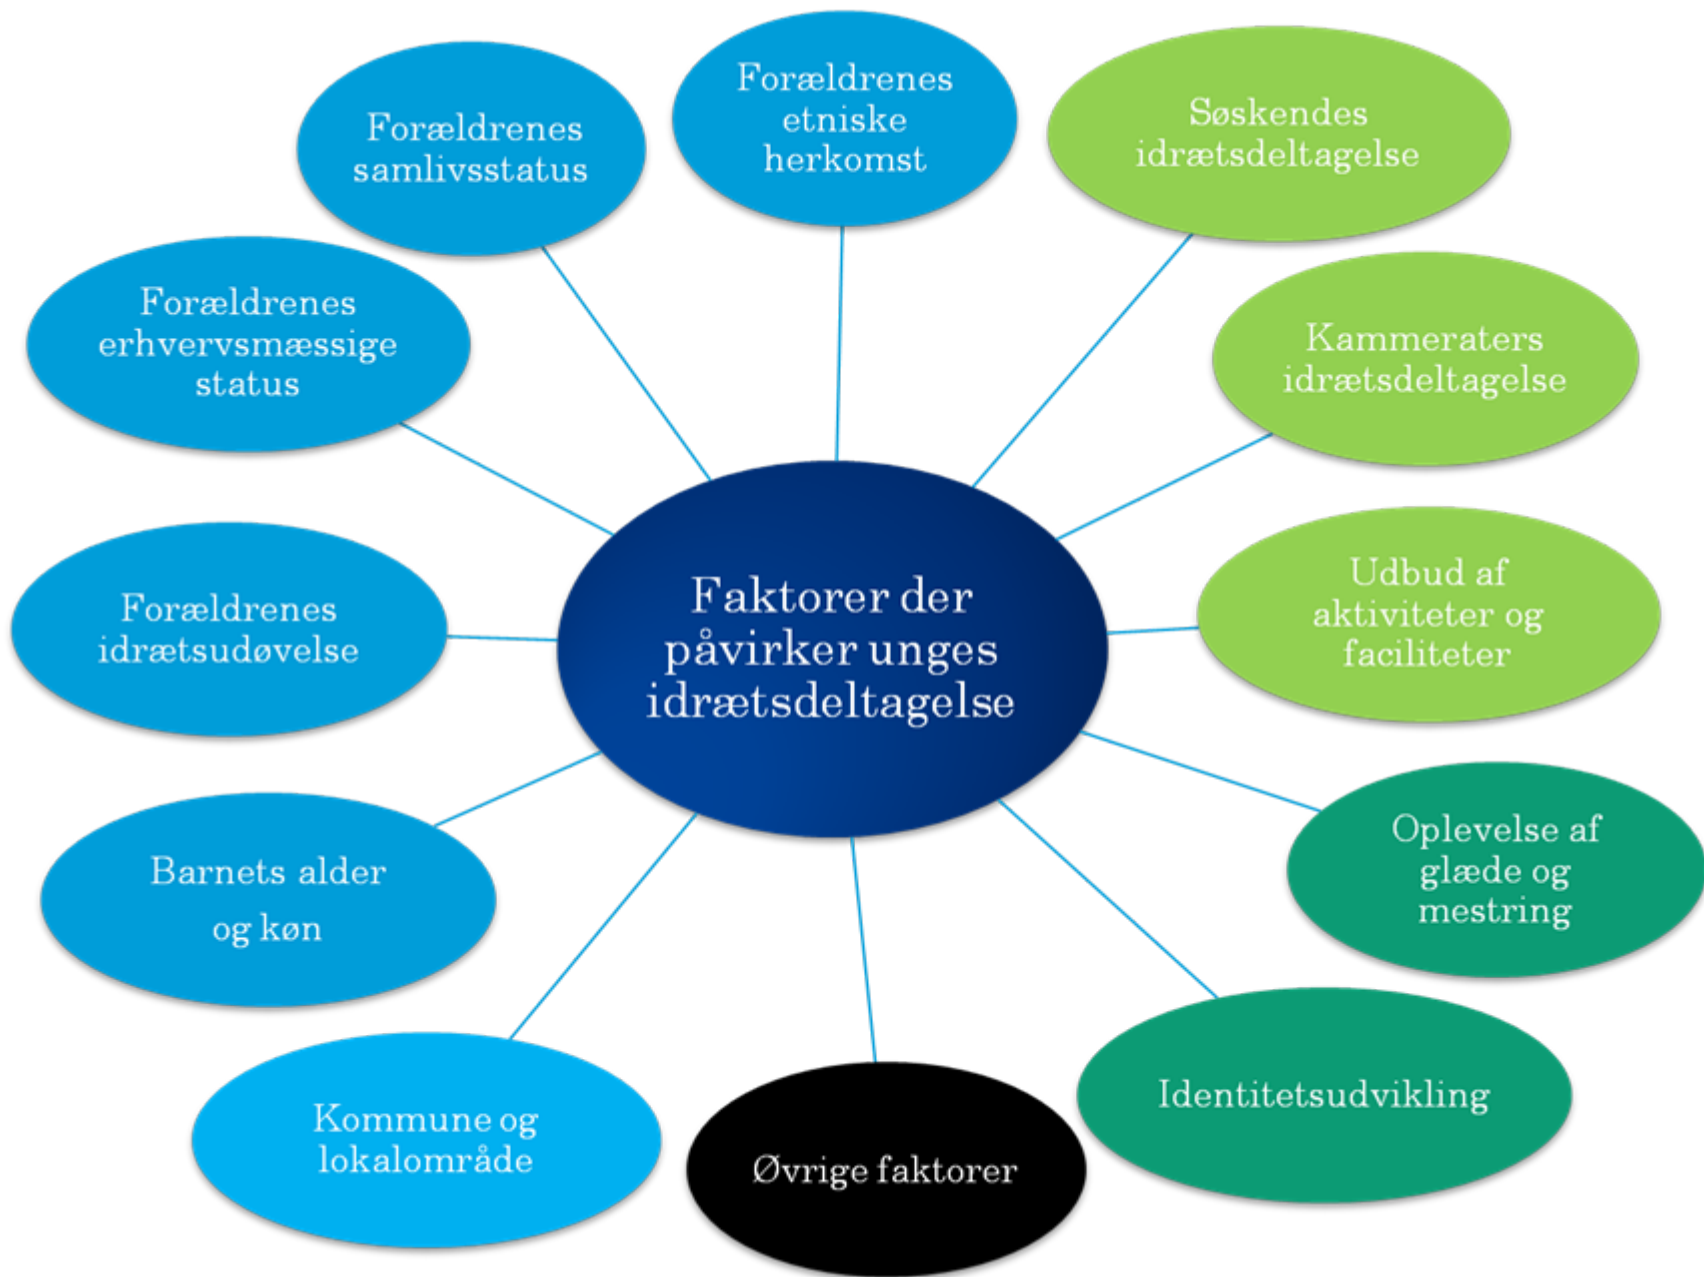 Forældrenes
etniske
herkomst
Søskendes
idrætsdeltagelse
Kammeraters
idrætsdeltagelse
Udbud af
aktiviteter og
faciliteter
Oplevelse af
glæde og
mestring
Identitetsudvikling
Øvrige faktorer
Kommune og
lokalområde
Barnets alder
og køn
Forældrenes
idrætsudøvelse
Forældrenes
erhvervsmæssige
status
Forældrenes
samlivsstatus
Faktorer der
påvirker unges
idrætsdeltagelse